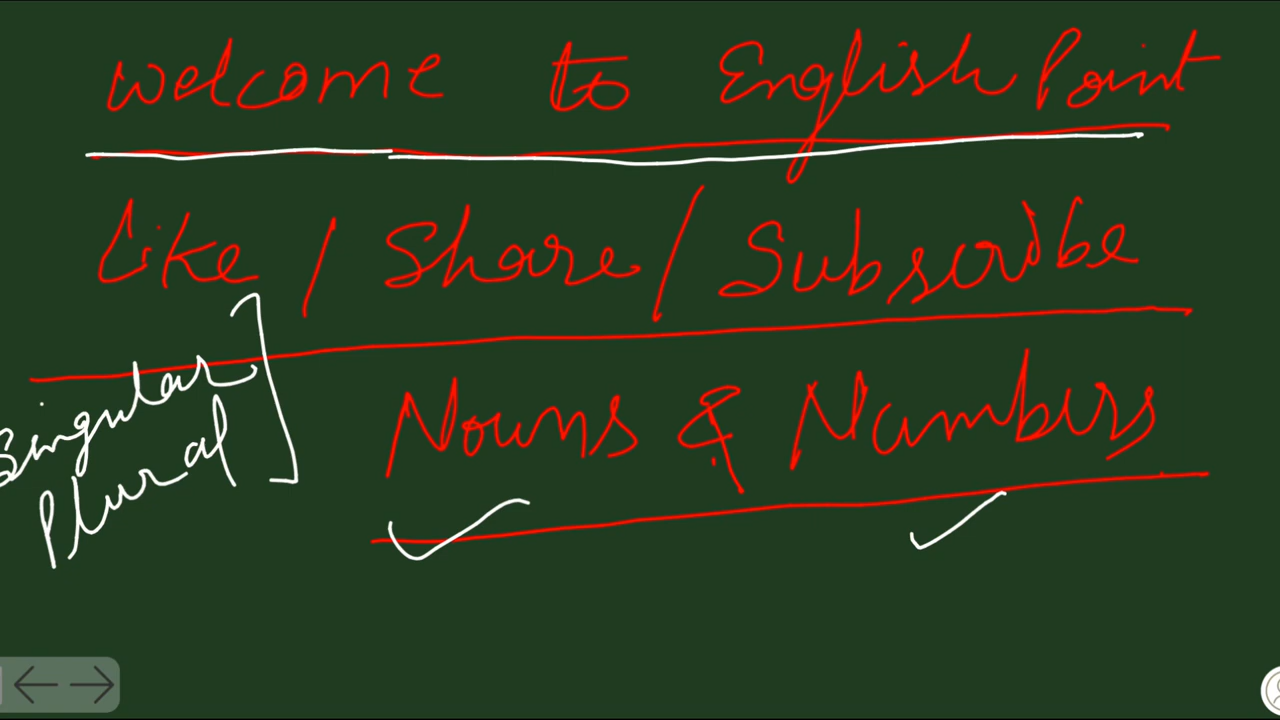 Welcome to English Point
Like / Share / Subscribe
Singular
Plural
Nouns & Numbers